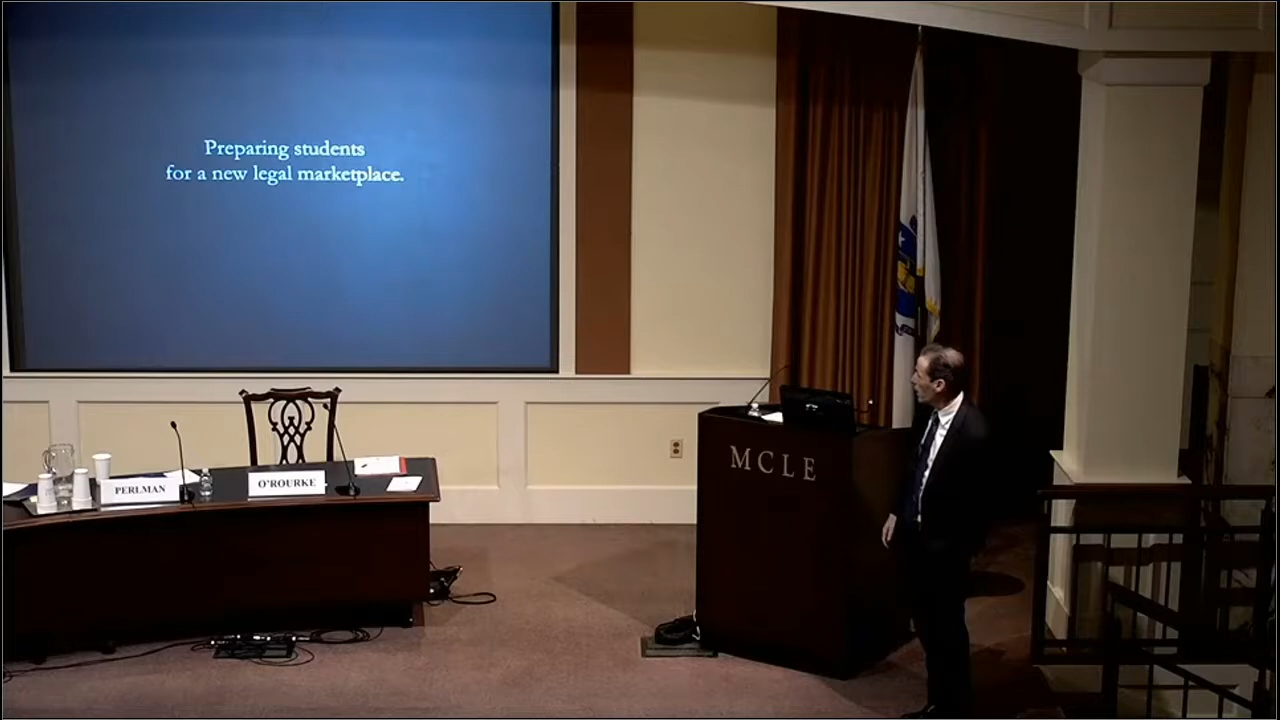 Preparing students
for a new legal marketplace.
MCLE
PERLMAN
O'ROURKE